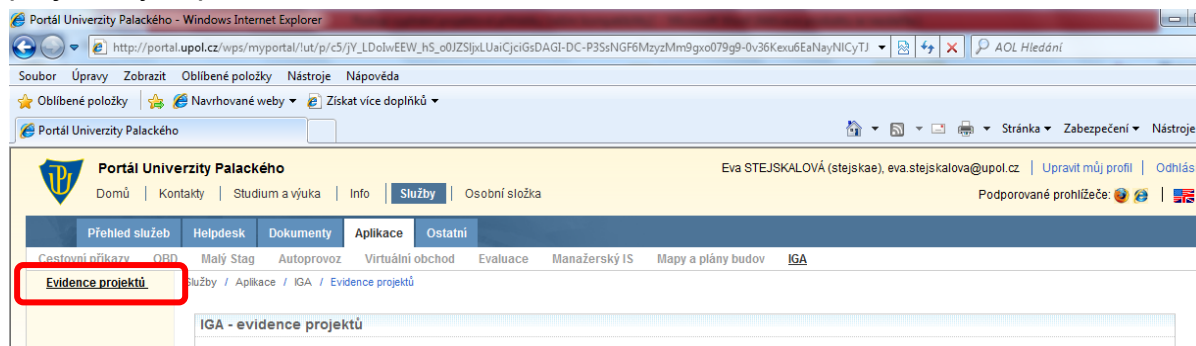 Portál Univerzity Palackého - Windows Internet Explorer
http://portal.upol.cz/wps/myportal/!ut/p/c5/jY_LDoIwEEW_hS_o0JZSljxLUaiCjciGsDAGI-DC-P3SsNGF6MzyzMm9gxo079g9-0v36Kexu6EaNayNICyTJ AOL Hledání
Soubor Úpravy Zobrazit Oblíbené položky Nástroje Nápověda
Oblíbené položky Navrhované weby Získat více doplňků
Portál Univerzity Palackého Stránka Zabezpečení Nástroje
Portál Univerzity Palackého Eva STEJSKALOVÁ (stejskae), eva.stejskalova@upol.cz | Upravit můj profil | Odhlás
Domů | Kontakty | Studium a výuka | Info | Služby | Osobní složka Podporované prohlížeče: |
Přehled služeb Helpdesk Dokumenty Aplikace Ostatní
Cestovní příkazy OBD Malý Stag Autoprovoz Virtuální obchod Evaluace Manažerský IS Mapy a plány budov IGA
Evidence projektů Služby / Aplikace / IGA / Evidence projektů
IGA - evidence projektů